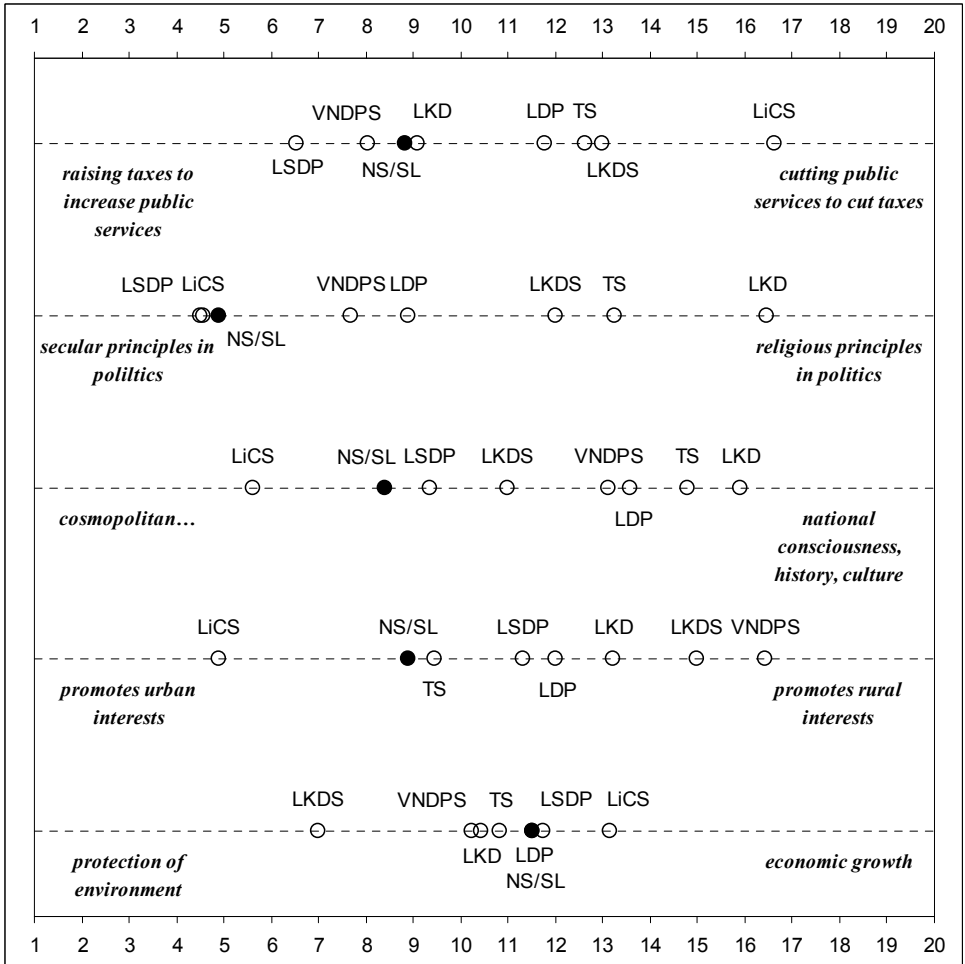 1 2 3 4 5 6 7 8 9 10 11 12 13 14 15 16 17 18 19 20
VNDPS LKD LDP TS LiCS
LSDP NS/SL LKDS
raising taxes to
increase public
services
cutting public
services to cut taxes
LSDP LiCS VNDPS LDP LKDS TS LKD
NS/SL
secular principles in
poliltics
religious principles
in politics
LiCS NS/SL LSDP LKDS VNDPS TS LKD
LDP
cosmopolitan…
national
consciousness,
history, culture
LiCS NS/SL LSDP LKD LKDS VNDPS
TS LDP
promotes urban
interests
promotes rural
interests
LKDS VNDPS TS LSDP LiCS
LKD LDP
NS/SL
protection of
environment
economic growth
1 2 3 4 5 6 7 8 9 10 11 12 13 14 15 16 17 18 19 20